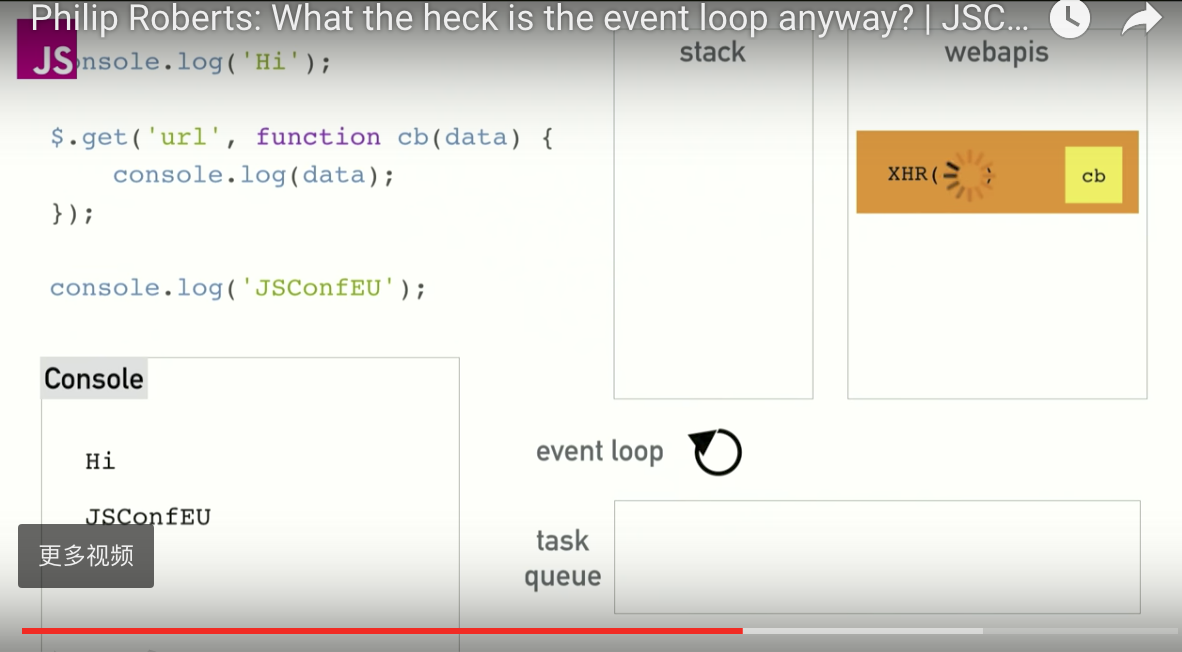 Philip Roberts: What the heck is the event loop anyway? | JSC...
JS
nsole.log('Hi');
$.get('url', function cb(data) {
console.log(data);
});
console.log('JSConfEU');
Console
Hi
JSConfEU
更多视频
stack
webapis
XHR(
cb
event loop
task
queue